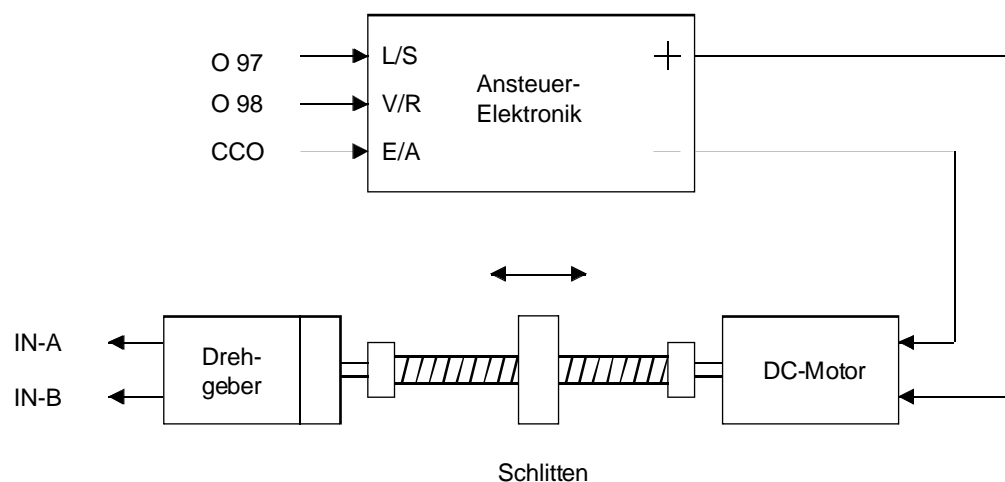 O 97
L/S
+
O 98
V/R
Ansteuer-
Elektronik
CCO
E/A
—
IN-A
IN-B
Dreh-
geber
DC-Motor
Schlitten